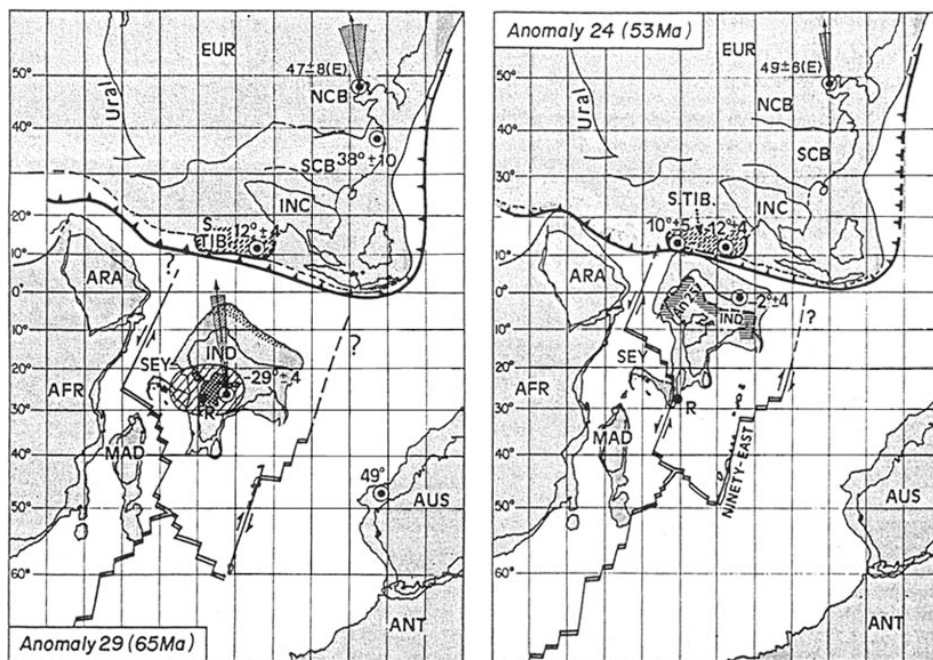 EUR
47±8(E)
NCB
Ural
50°
40°
SCB
38°±10
30°
INC
20°
S.
TIB.
12°±4
10°
?
ARA
0°
10°
?
IND
SEY
20°
-29°±4
AFR
R
30°
MAD
40°
49°
AUS
50°
60°
ANT
Anomaly 29 (65Ma)
Anomaly 24 (53Ma)
EUR
49±6(E)
NCB
Ural
50°
SCB
40°
30°
S.TIB.
INC
20°
10°±5
12°±4
10°
ARA
0°
-2°±4
?
IND
10°
SEY
20°
AFR
R
30°
MAD
40°
NINETY-EAST
AUS
50°
60°
ANT